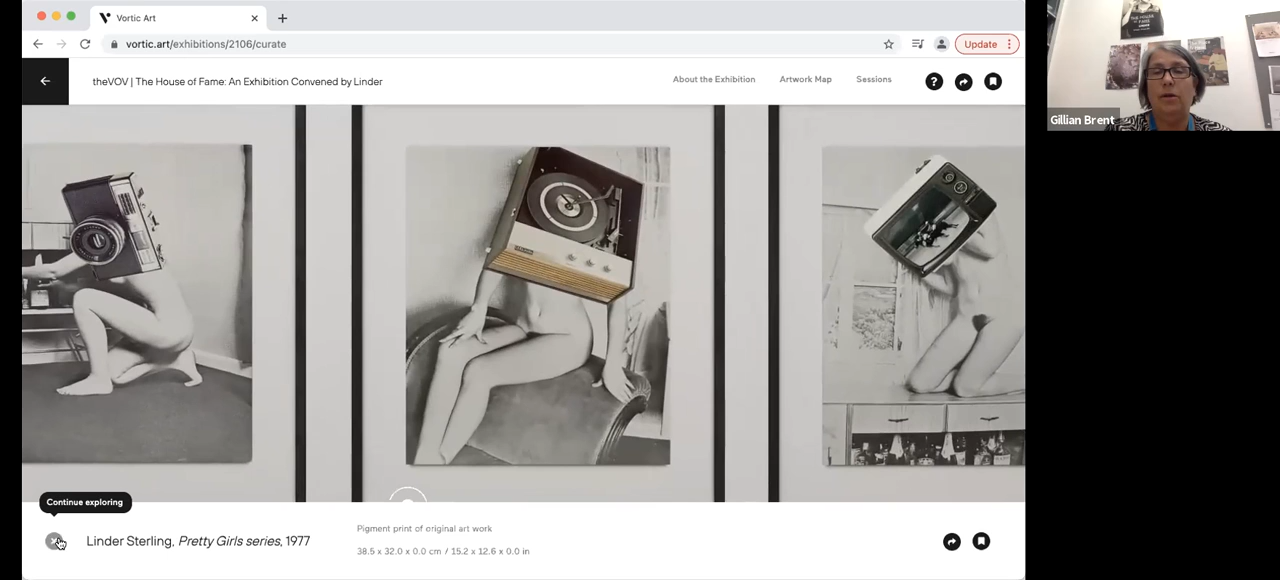 Vortic Art
vortic.art/exhibitions/2106/curate
Update
theVOV | The House of Fame: An Exhibition Convened by Linder
About the Exhibition
Artwork Map
Sessions
?
Gillian Brent
Continue exploring
Linder Sterling, Pretty Girls series, 1977
Pigment print of original art work
38.5 x 32.0 x 0.0 cm / 15.2 x 12.6 x 0.0 in